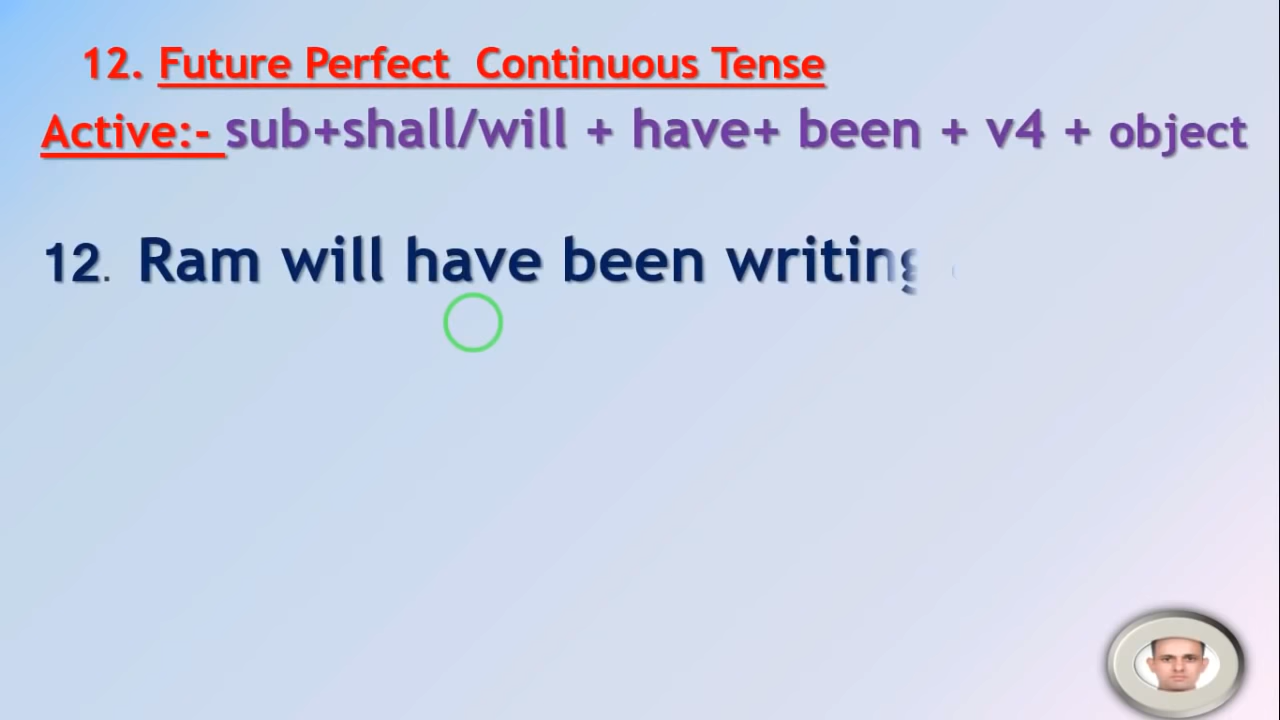 12. Future Perfect Continuous Tense
Active:- sub+shall/will + have+ been + v4 + object
12. Ram will have been writing